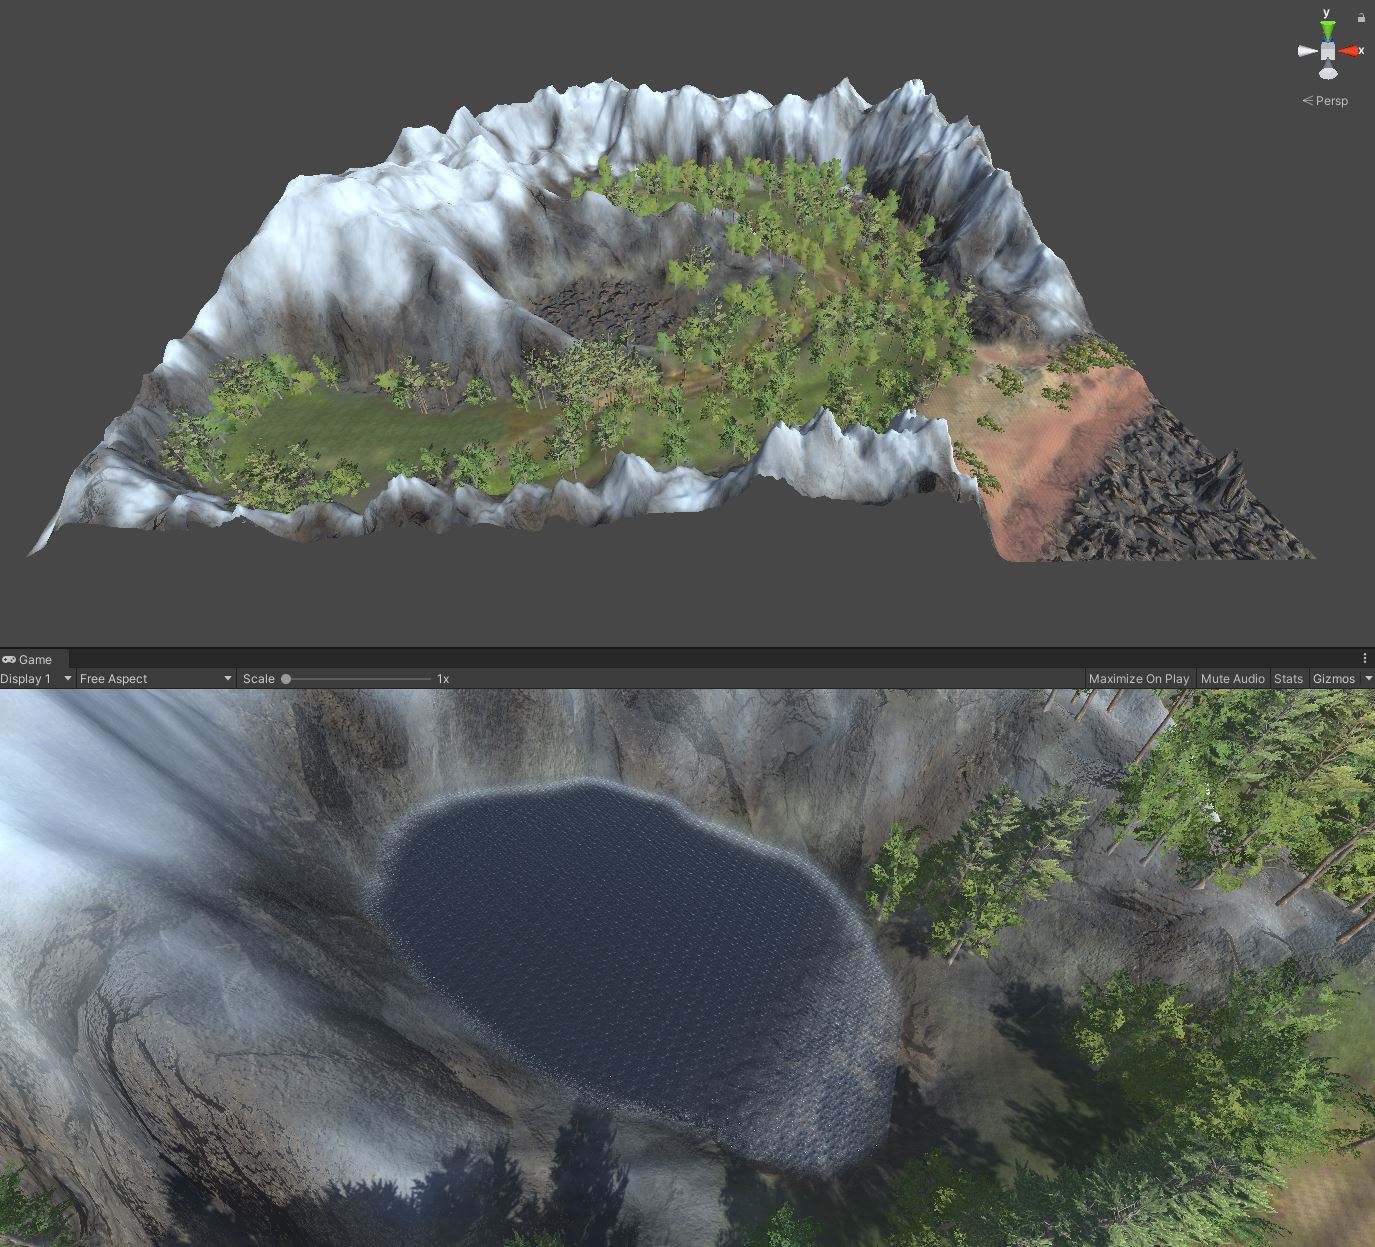 y
x
< Persp
Game
Display 1
Free Aspect
Scale
1x
Maximize On Play
Mute Audio
Stats
Gizmos